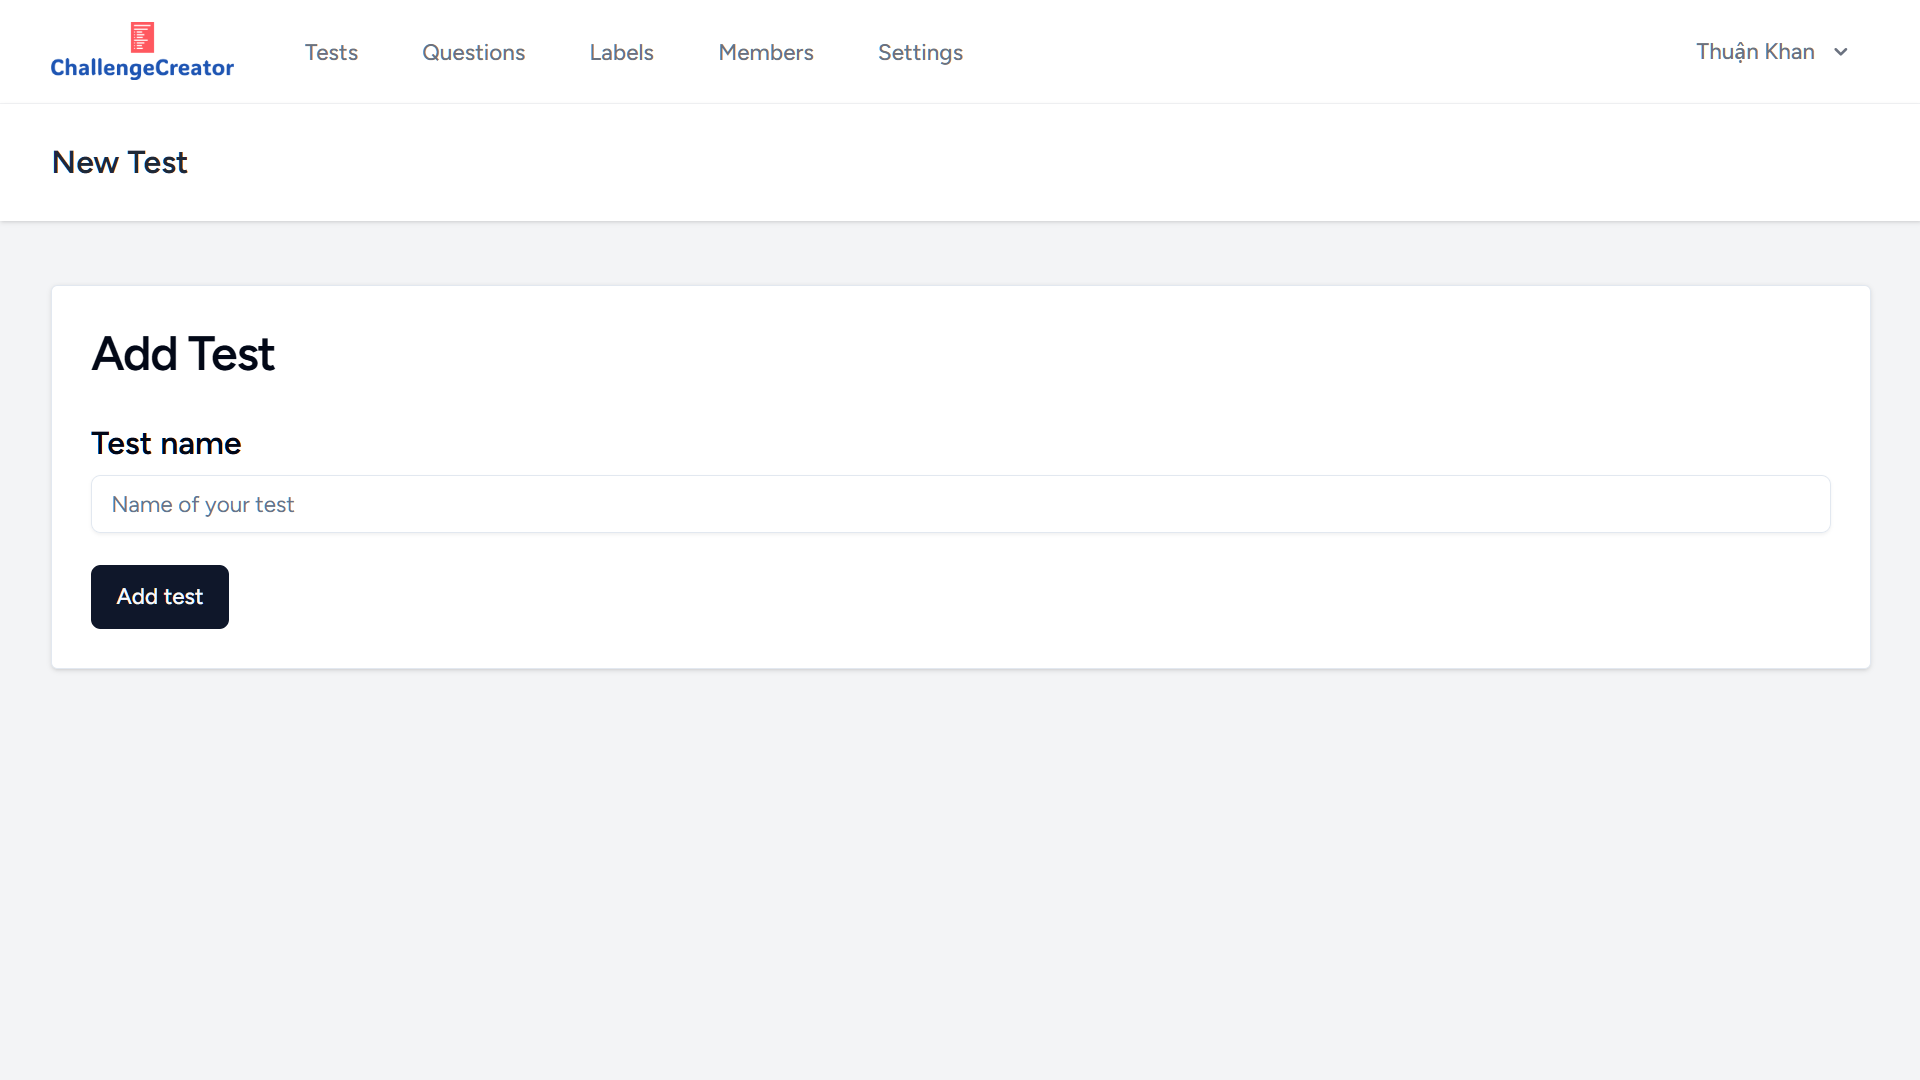 ChallengeCreator
Tests
Questions
Labels
Members
Settings
Thuận Khan
New Test
Add Test
Test name
Name of your test
Add test